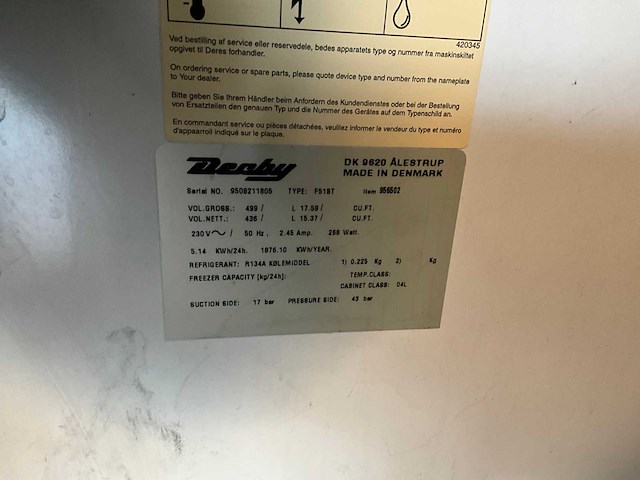 420345
Ved bestilling af service eller reservedele, bedes apparatets type og nummer fra maskinskiltet
opgivet til Deres forhandler.
On ordering service or spare parts, please quote device type and number from the nameplate
to Your dealer.
Bitte geben Sie Ihrem Händler beim Anfordern des Kundendienstes oder bei der Bestellung
von Ersatzteilen den genauen Typ und die Nummer des Gerätes auf dem Typenschild an.
En commandant service ou pièces détachées, veuillez informer le vendeur du type et numéro
d'appareil indiqué sur le plaque.
Derby DK 9620 ÅLESTRUP
MADE IN DENMARK
Serial NO. 9508211805 TYPE: F51BT Item 956502
VOL.GROSS.: 499 / L 17.59 / CU.FT.
VOL.NETT.: 436 / L 15.37 / CU.FT.
230 V~ / 50 Hz, 2.45 Amp. 268 Watt.
5.14 KWh/24h. 1876.10 KWh/YEAR.
REFRIGERANT: R134A KØLEMIDDEL 1) 0.225 Kg 2) Kg
FREEZER CAPACITY [kg/24h]: TEMP.CLASS:
CABINET CLASS: 04L
SUCTION SIDE: 17 bar PRESSURE SIDE: 43 bar